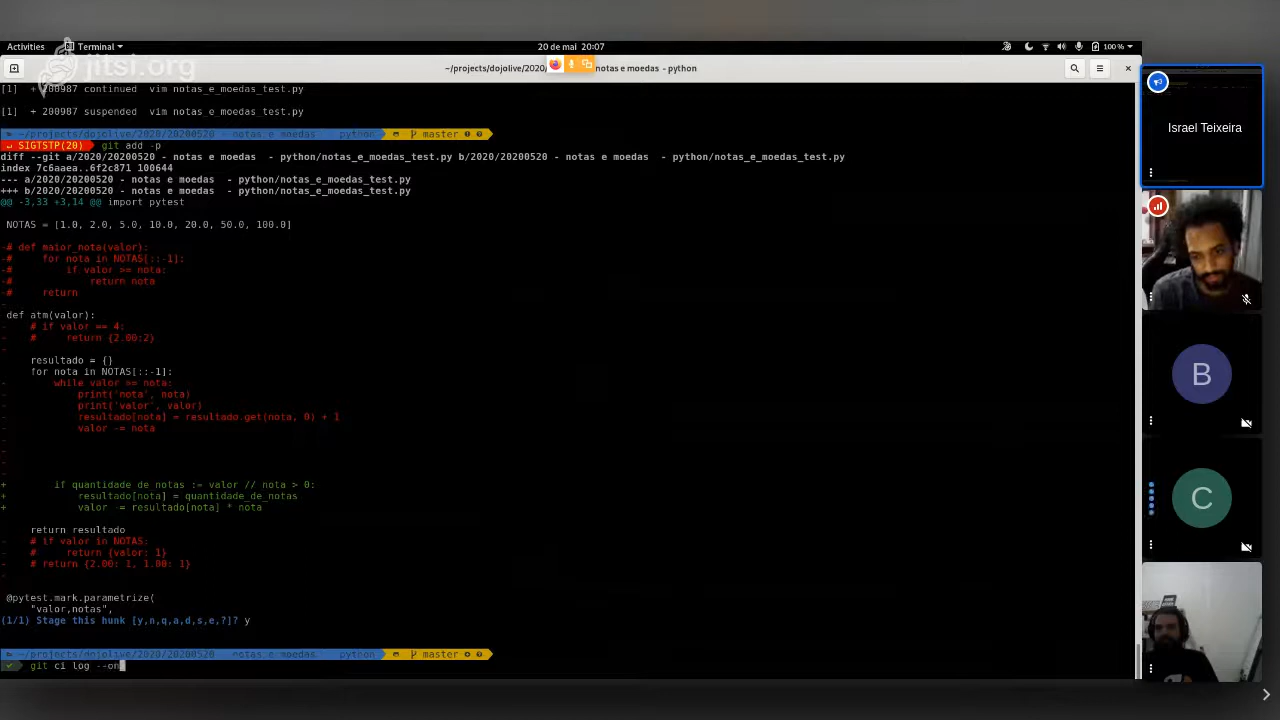 jitsi.org
Activities Terminal 20 de mai 20:07 100 %
~/projects/dojolive/2020/ notas e moedas - python
[1] + 200987 continued vim notas_e_moedas_test.py
[1] + 200987 suspended vim notas_e_moedas_test.py
~/projects/dojolive/2020/20200520 - notas e moedas - python master
SIGTSTP(20) git add -p
diff --git a/2020/20200520 - notas e moedas - python/notas_e_moedas_test.py b/2020/20200520 - notas e moedas - python/notas_e_moedas_test.py
index 7c6aaea..6f2c871 100644
--- a/2020/20200520 - notas e moedas - python/notas_e_moedas_test.py
+++ b/2020/20200520 - notas e moedas - python/notas_e_moedas_test.py
@@ -3,33 +3,14 @@ import pytest
NOTAS = [1.0, 2.0, 5.0, 10.0, 20.0, 50.0, 100.0]
-# def maior_nota(valor):
-# for nota in NOTAS[::-1]:
-# if valor >= nota:
-# return nota
-# return
-
def atm(valor):
- # if valor == 4:
- # return {2.00:2}
-
resultado = {}
for nota in NOTAS[::-1]:
- while valor >= nota:
- print('nota', nota)
- print('valor', valor)
- resultado[nota] = resultado.get(nota, 0) + 1
- valor -= nota
-
-
-
-
+ if quantidade_de_notas := valor // nota > 0:
+ resultado[nota] = quantidade_de_notas
+ valor -= resultado[nota] * nota
return resultado
- # if valor in NOTAS:
- # return {valor: 1}
- # return {2.00: 1, 1.00: 1}
-
@pytest.mark.parametrize(
"valor,notas",
(1/1) Stage this hunk [y,n,q,a,d,s,e,?]? y
~/projects/dojolive/2020/20200520 - notas e moedas - python master
git ci log --on
Israel Teixeira
B
C